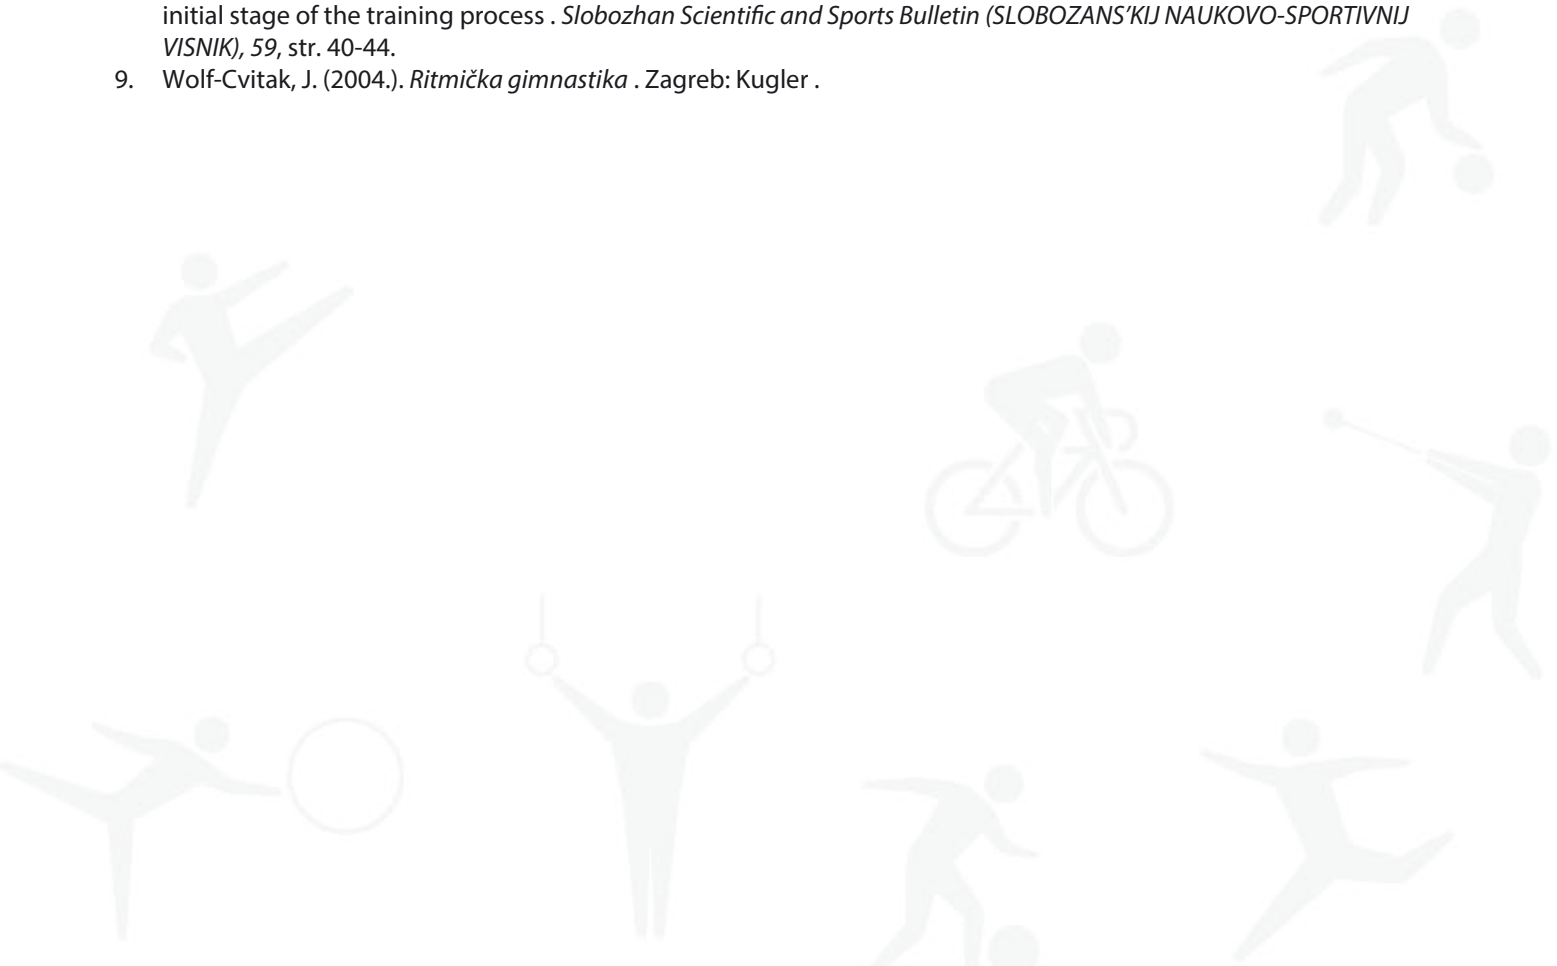 initial stage of the training process . Slobozhan Scientific and Sports Bulletin (SLOBOZANS’KIJ NAUKOVO-SPORTIVNIJ
VISNIK), 59, str. 40-44.
9. Wolf-Cvitak, J. (2004.). Ritmička gimnastika . Zagreb: Kugler .